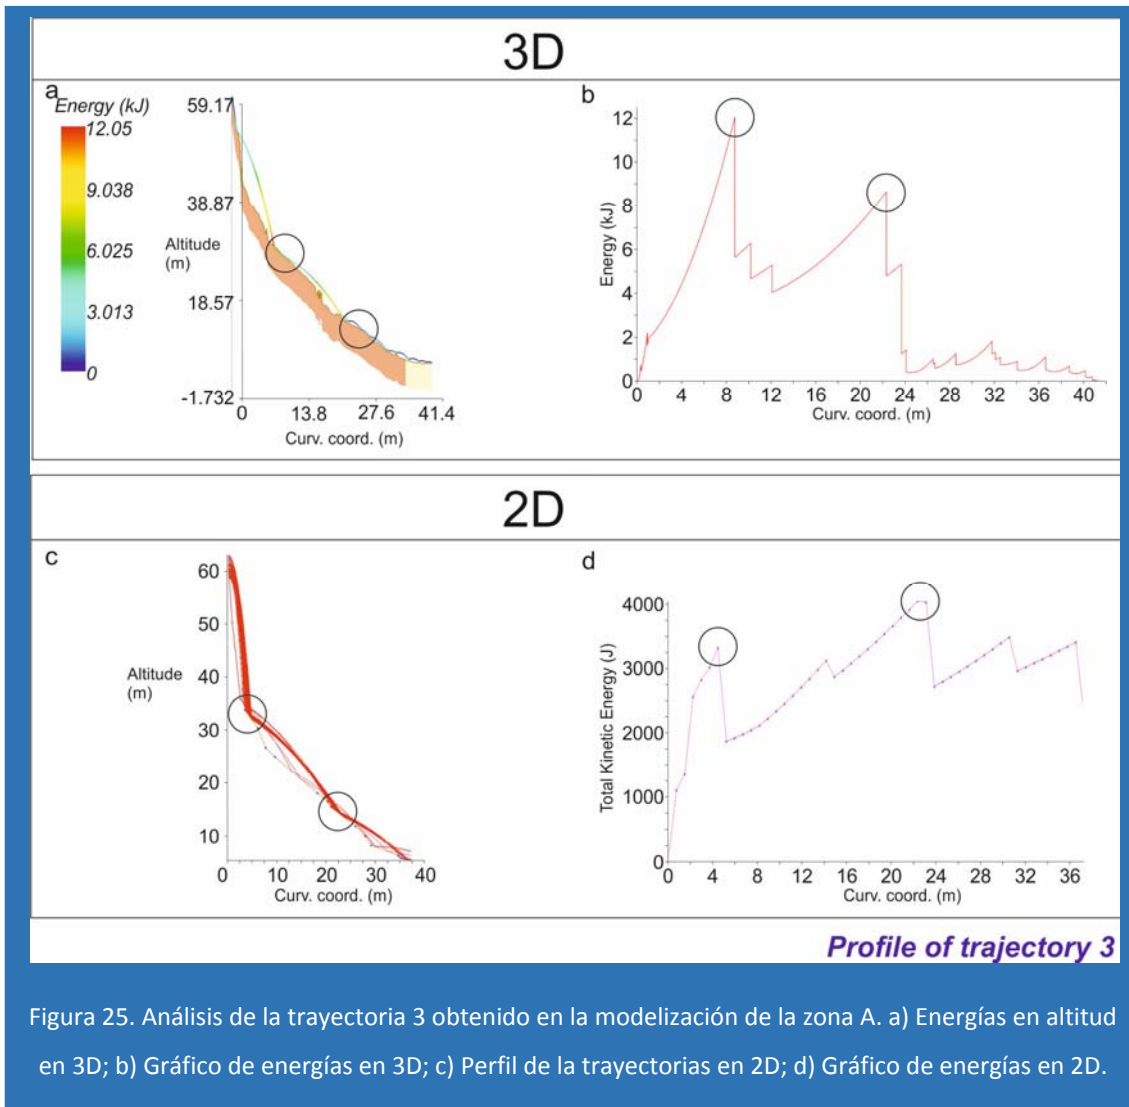 3D
a
Energy (kJ)
12.05
9.038
6.025
3.013
0
59.17
38.87
18.57
-1.732
Altitude
(m)
0 13.8 27.6 41.4
Curv. coord. (m)
b
12
10
8
6
4
2
0
Energy (kJ)
0 4 8 12 16 20 24 28 32 36 40
Curv. coord. (m)
2D
c
60
50
40
30
20
10
Altitude
(m)
0 10 20 30 40
Curv. coord. (m)
d
4000
3000
2000
1000
0
Total Kinetic Energy (J)
0 4 8 12 16 20 24 28 32 36
Curv. coord. (m)
Profile of trajectory 3
Figura 25. Análisis de la trayectoria 3 obtenido en la modelización de la zona A. a) Energías en altitud
en 3D; b) Gráfico de energías en 3D; c) Perfil de la trayectorias en 2D; d) Gráfico de energías en 2D.